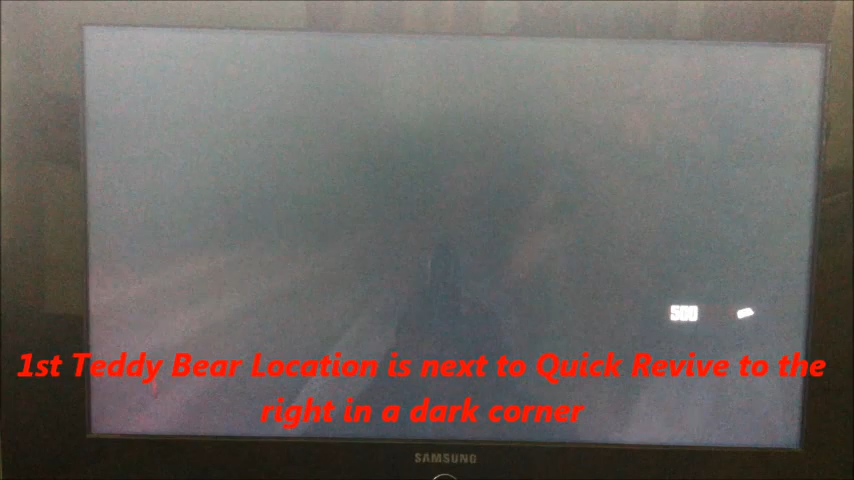 500
1st Teddy Bear Location is next to Quick Revive to the
right in a dark corner
SAMSUNG